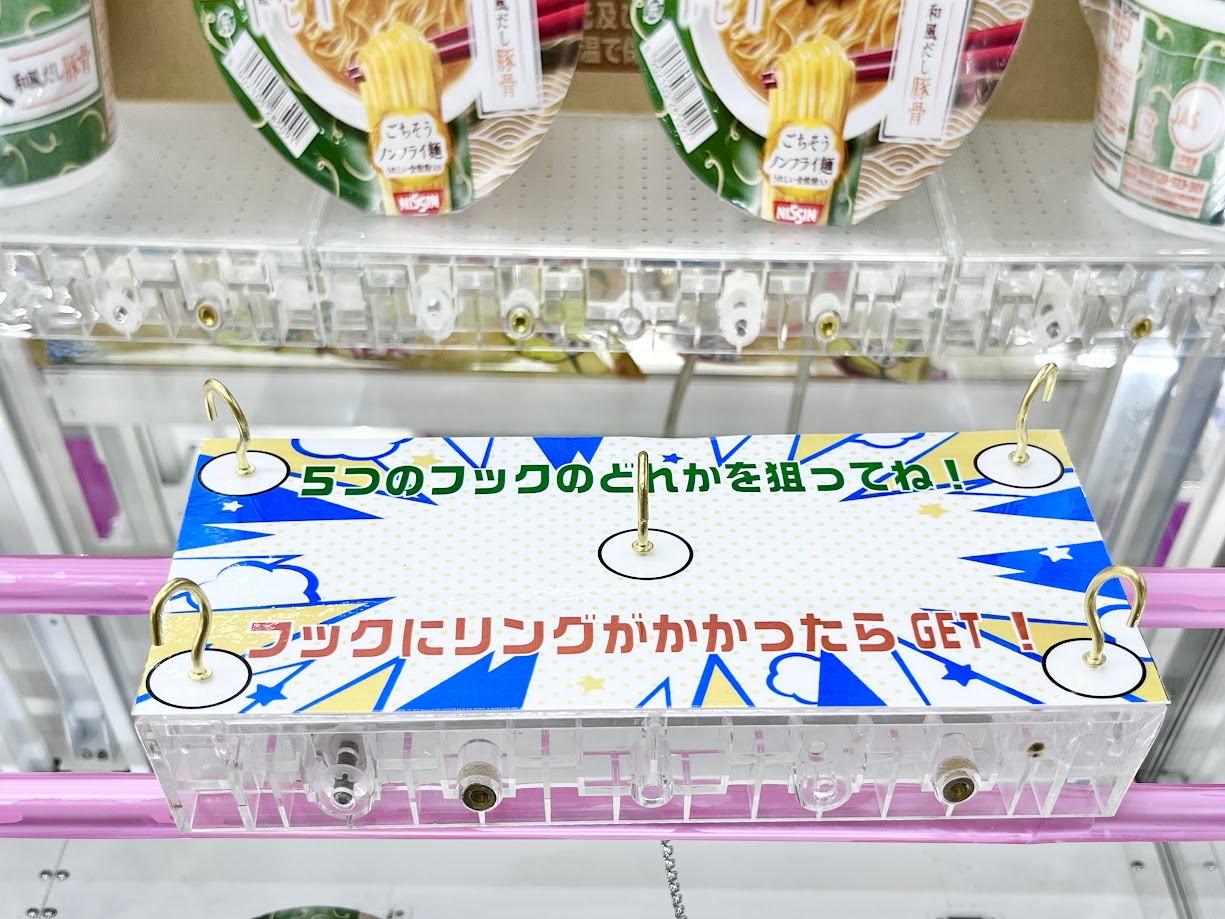 和風だし豚骨
ごちそう
ノンフライ麺
NISSIN
和風だし豚骨
ごちそう
ノンフライ麺
NISSIN
和風だし豚骨
JAS
5つのフックのどれかを狙ってね！
フックにリングがかかったらGET！